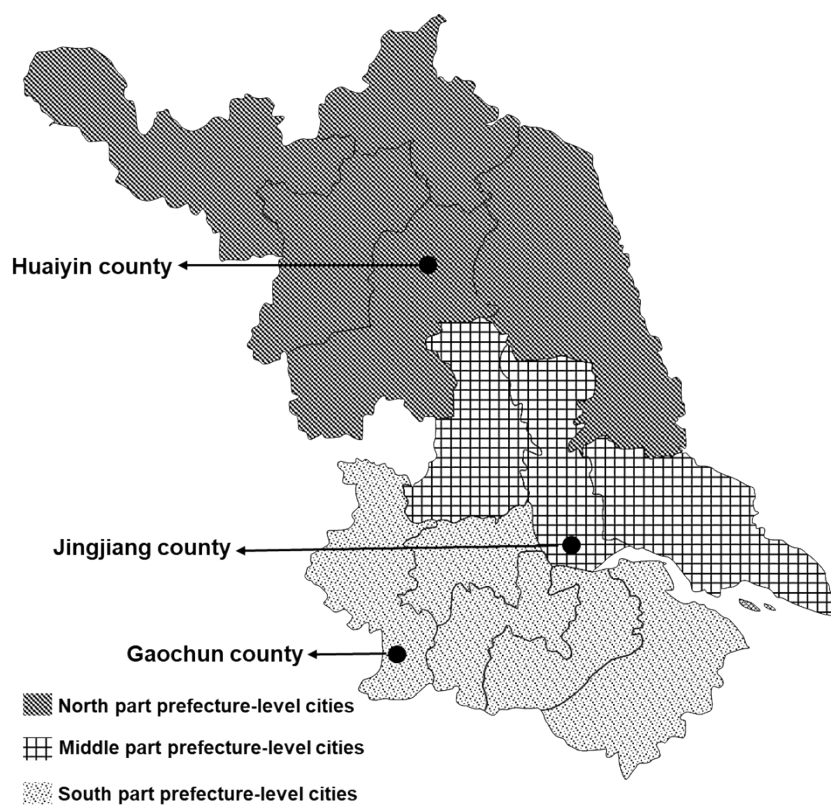 Huaiyin county
Jingjiang county
Gaochun county
North part prefecture-level cities
Middle part prefecture-level cities
South part prefecture-level cities